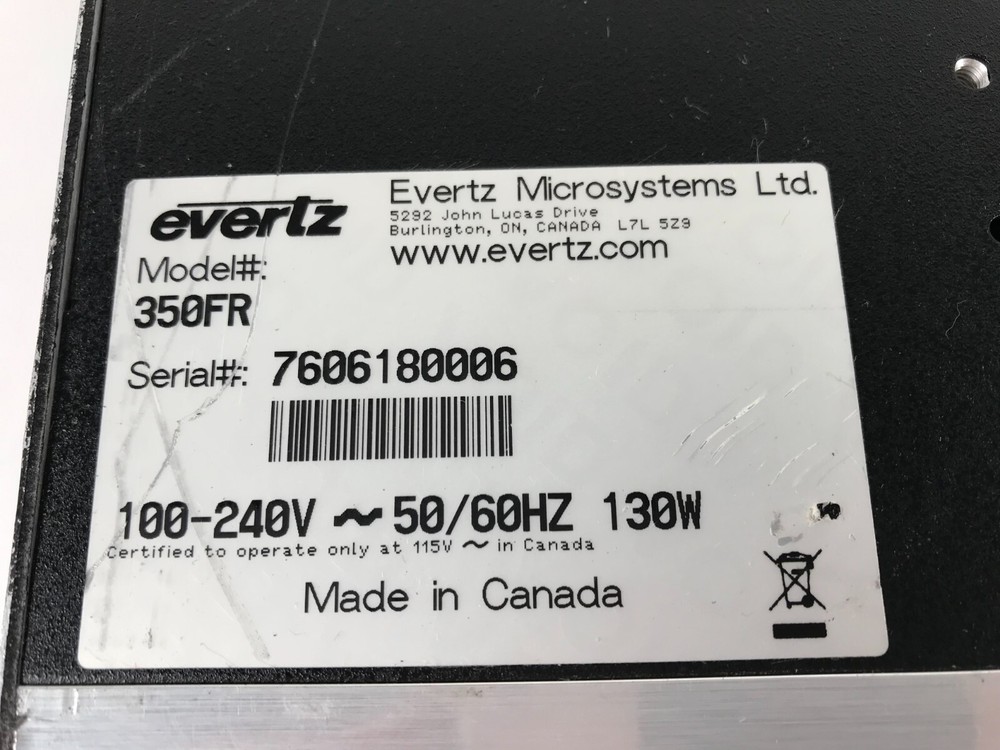 evertz
Evertz Microsystems Ltd.
5292 John Lucas Drive
Burlington, ON, CANADA L7L 5Z9
www.evertz.com
Model#:
350FR
Serial#: 7606180006
100-240V ~ 50/60HZ 130W
Certified to operate only at 115V ~ in Canada
Made in Canada